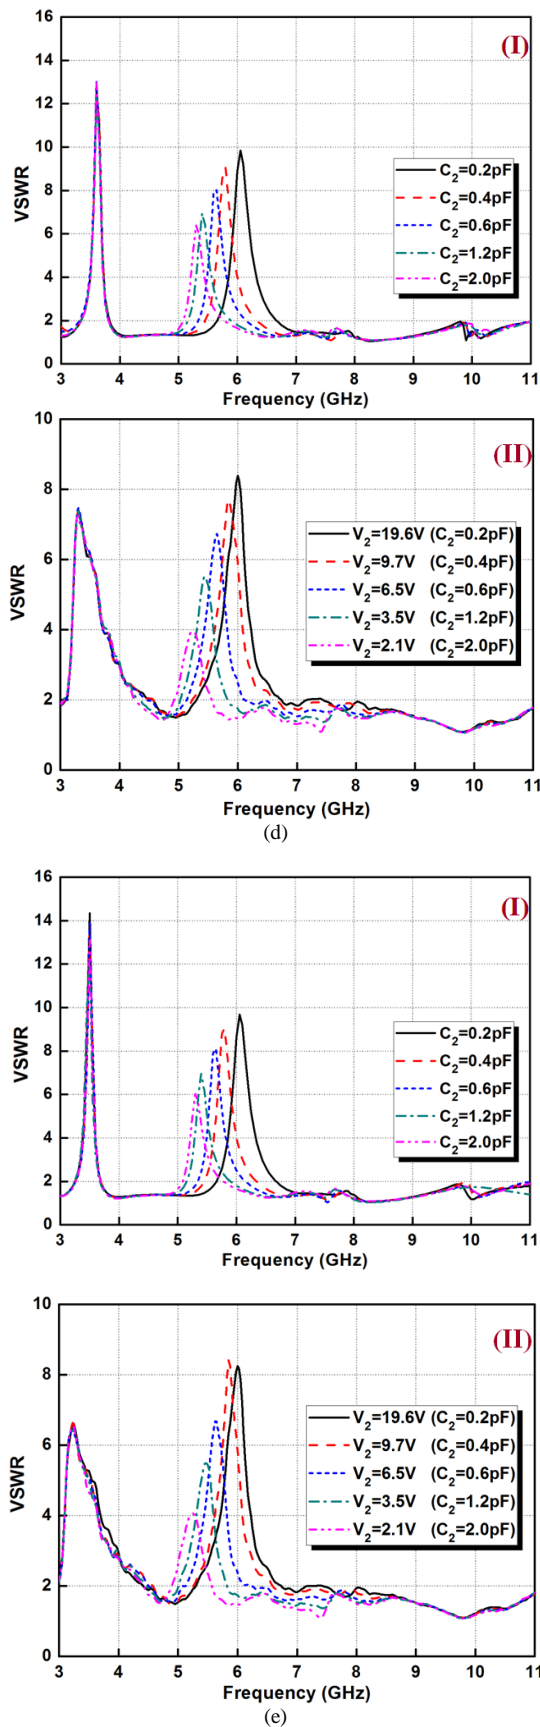 16
14
12
10
8
6
4
2
0
VSWR
(I)
C2=0.2pF
C2=0.4pF
C2=0.6pF
C2=1.2pF
C2=2.0pF
3 4 5 6 7 8 9 10 11
Frequency (GHz)
10
8
6
4
2
0
VSWR
(II)
V2=19.6V (C2=0.2pF)
V2=9.7V (C2=0.4pF)
V2=6.5V (C2=0.6pF)
V2=3.5V (C2=1.2pF)
V2=2.1V (C2=2.0pF)
3 4 5 6 7 8 9 10 11
Frequency (GHz)
(d)
16
14
12
10
8
6
4
2
0
VSWR
(I)
C2=0.2pF
C2=0.4pF
C2=0.6pF
C2=1.2pF
C2=2.0pF
3 4 5 6 7 8 9 10 11
Frequency (GHz)
10
8
6
4
2
0
VSWR
(II)
V2=19.6V (C2=0.2pF)
V2=9.7V (C2=0.4pF)
V2=6.5V (C2=0.6pF)
V2=3.5V (C2=1.2pF)
V2=2.1V (C2=2.0pF)
3 4 5 6 7 8 9 10 11
Frequency (GHz)
(e)